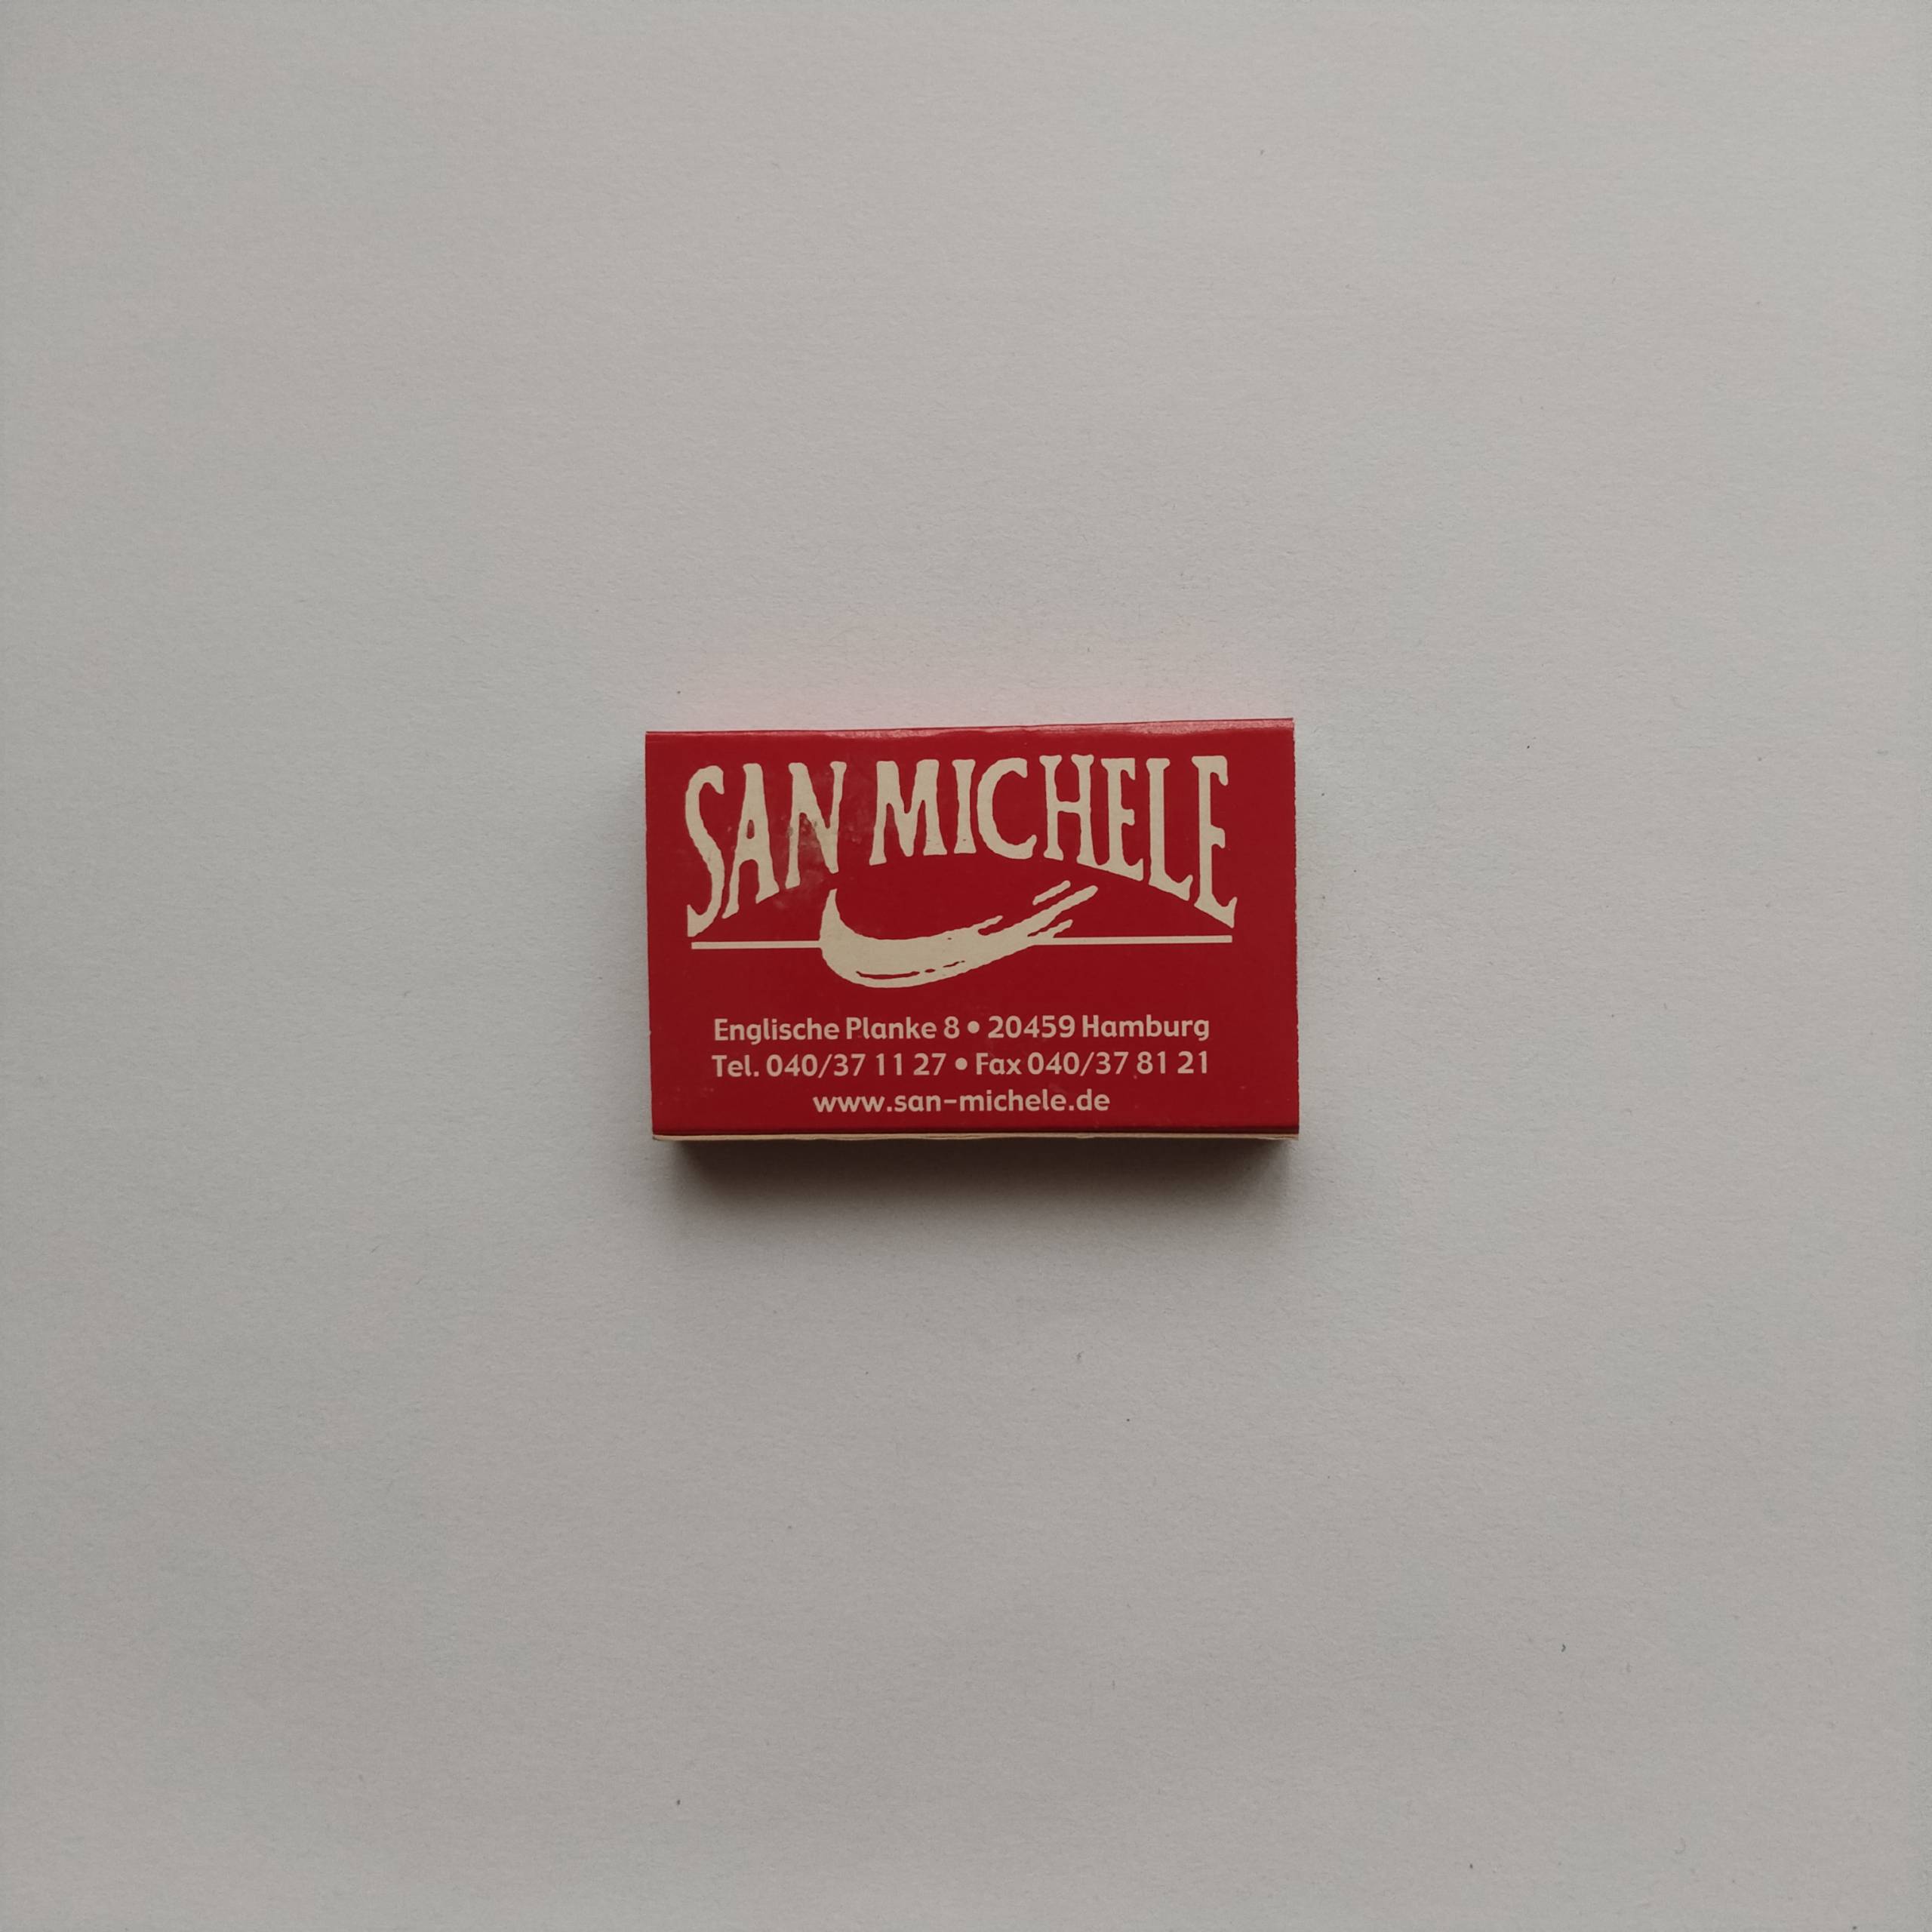 SAN MICHELE
Englische Planke 8 • 20459 Hamburg
Tel. 040/37 11 27 • Fax 040/37 81 21
www.san-michele.de